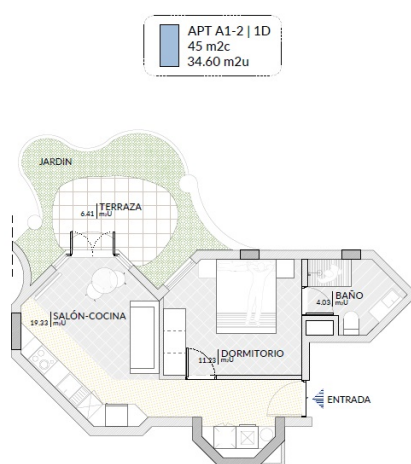 APT A1-2 | 1D
45 m2c
34.60 m2u
JARDIN
TERRAZA
6.41 m2U
SALÓN-COCINA
19.23 m2U
BAÑO
4.03 m2U
DORMITORIO
11.23 m2U
ENTRADA